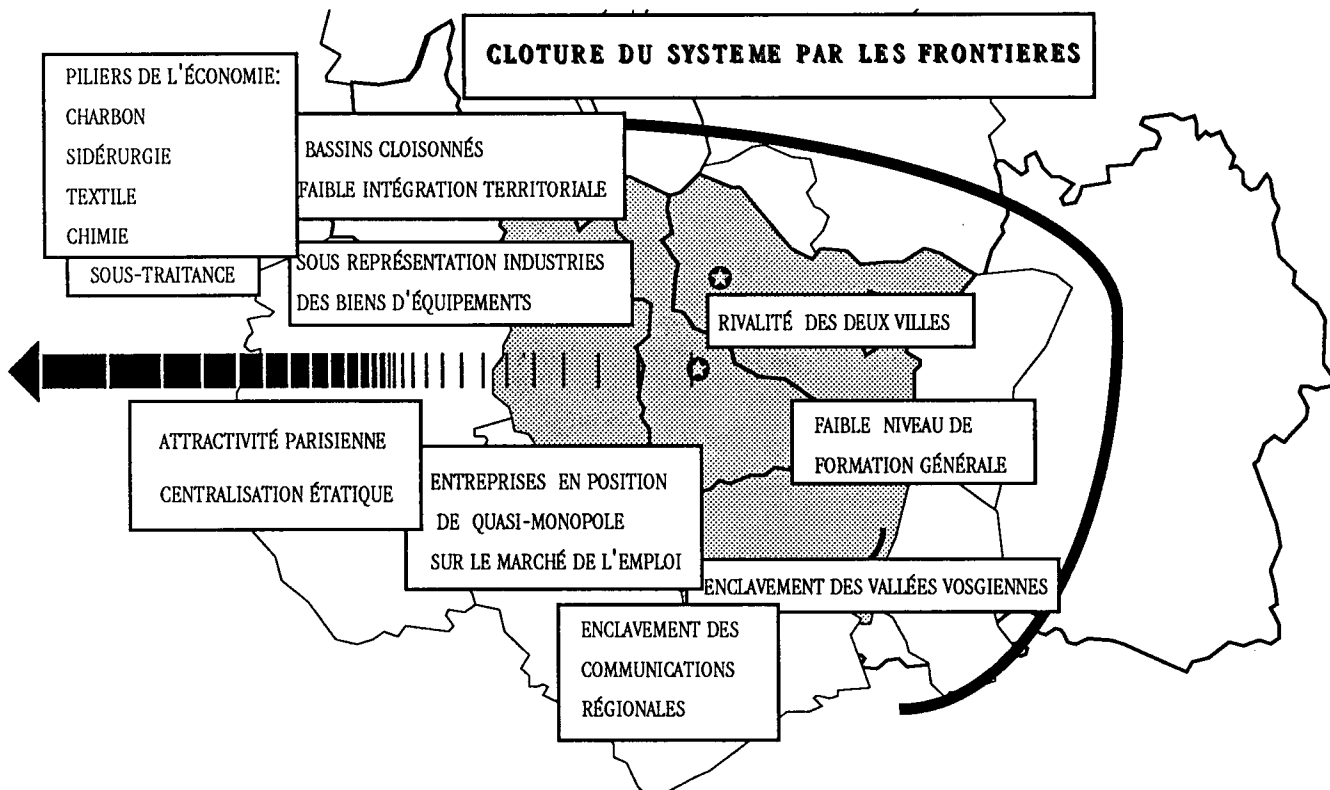 CLOTURE DU SYSTEME PAR LES FRONTIERES
PILIERS DE L'ÉCONOMIE:
CHARBON
SIDÉRURGIE
TEXTILE
CHIMIE
SOUS-TRAITANCE
BASSINS CLOISONNÉS
FAIBLE INTÉGRATION TERRITORIALE
SOUS REPRÉSENTATION INDUSTRIES
DES BIENS D'ÉQUIPEMENTS
RIVALITÉ DES DEUX VILLES
ATTRACTIVITÉ PARISIENNE
CENTRALISATION ÉTATIQUE
FAIBLE NIVEAU DE
FORMATION GÉNÉRALE
ENTREPRISES EN POSITION
DE QUASI-MONOPOLE
SUR LE MARCHÉ DE L'EMPLOI
ENCLAVEMENT DES VALLÉES VOSGIENNES
ENCLAVEMENT DES
COMMUNICATIONS
RÉGIONALES